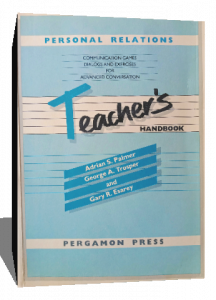 PERSONAL RELATIONS
COMMUNICATION GAMES
DIALOGS AND EXERCISES
FOR
ADVANCED CONVERSATION
Teacher's
HANDBOOK
Adrian S. Palmer
George A. Trosper
and
Gary R. Esarey
PERGAMON PRESS